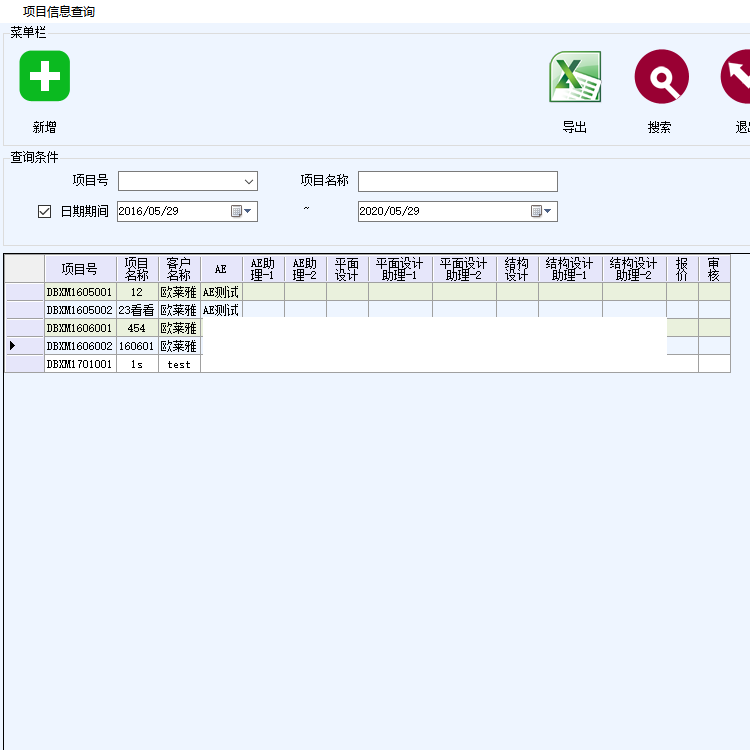 项目信息查询
菜单栏
新增
导出
搜索
查询条件
项目号
项目名称
日期期间
2016/05/29
~
2020/05/29
项目号 项目名称 客户名称 AE AE助理-1 AE助理-2 平面设计 平面设计助理-1 平面设计助理-2 结构设计 结构设计助理-1 结构设计助理-2 报价 审核
DBXM1605001 12 欧莱雅 AE测试
DBXM1605002 23看看 欧莱雅 AE测试
DBXM1606001 454 欧莱雅
DBXM1606002 160601 欧莱雅
DBXM1701001 1s test